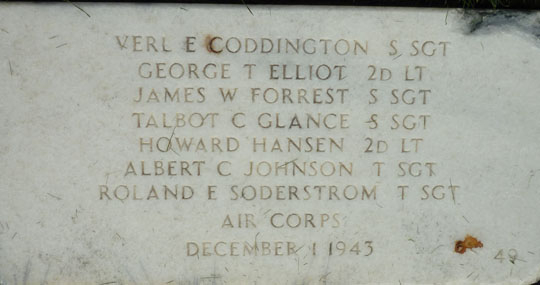 VERL E CODDINGTON S SGT
GEORGE T ELLIOT 2D LT
JAMES W FORREST S SGT
TALBOT C GLANCE S SGT
HOWARD HANSEN 2D LT
ALBERT C JOHNSON T SGT
ROLAND E SODERSTROM T SGT
AIR CORPS
DECEMBER 1 1943
49